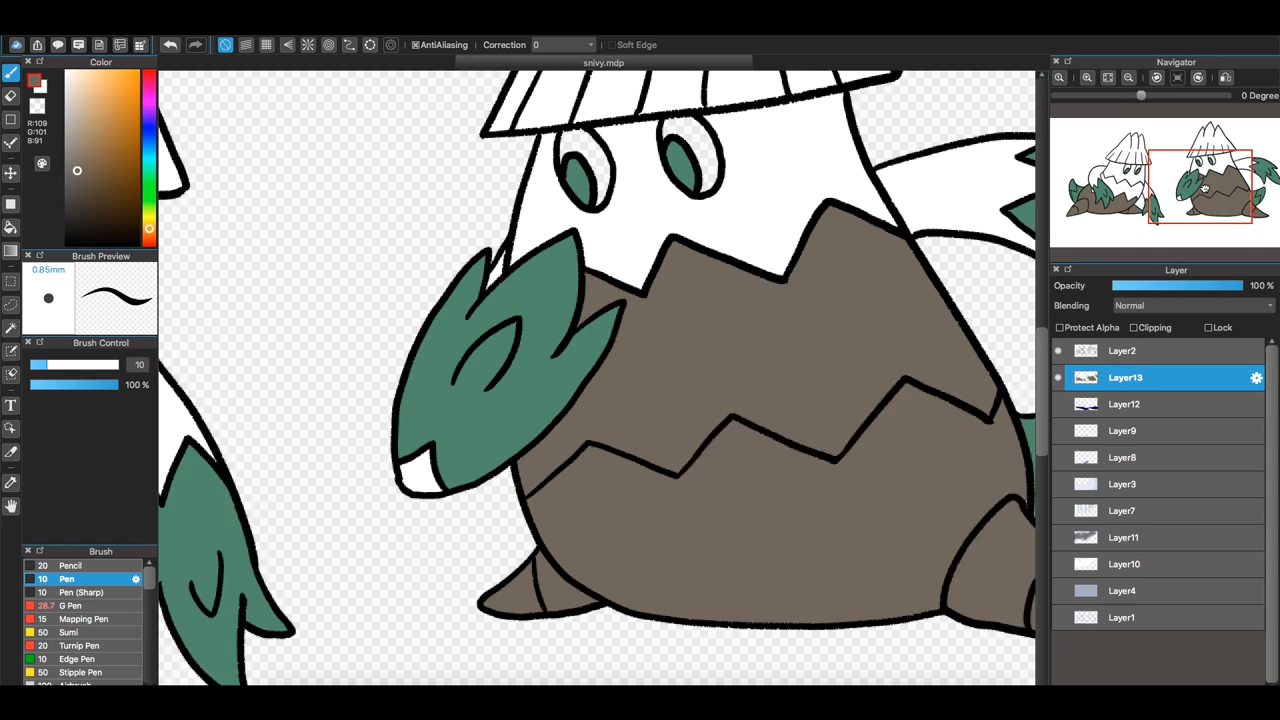 AntiAliasing Correction 0 Soft Edge
snivy.mdp
Color
R:109
G:101
B:91
Brush Preview
0.85mm
Brush Control
10
100 %
Brush
20 Pencil
10 Pen
10 Pen (Sharp)
28.7 G Pen
15 Mapping Pen
50 Sumi
20 Turnip Pen
10 Edge Pen
50 Stipple Pen
Navigator
0 Degree
Layer
Opacity 100 %
Blending Normal
Protect Alpha Clipping Lock
Layer2
Layer13
Layer12
Layer9
Layer8
Layer3
Layer7
Layer11
Layer10
Layer4
Layer1